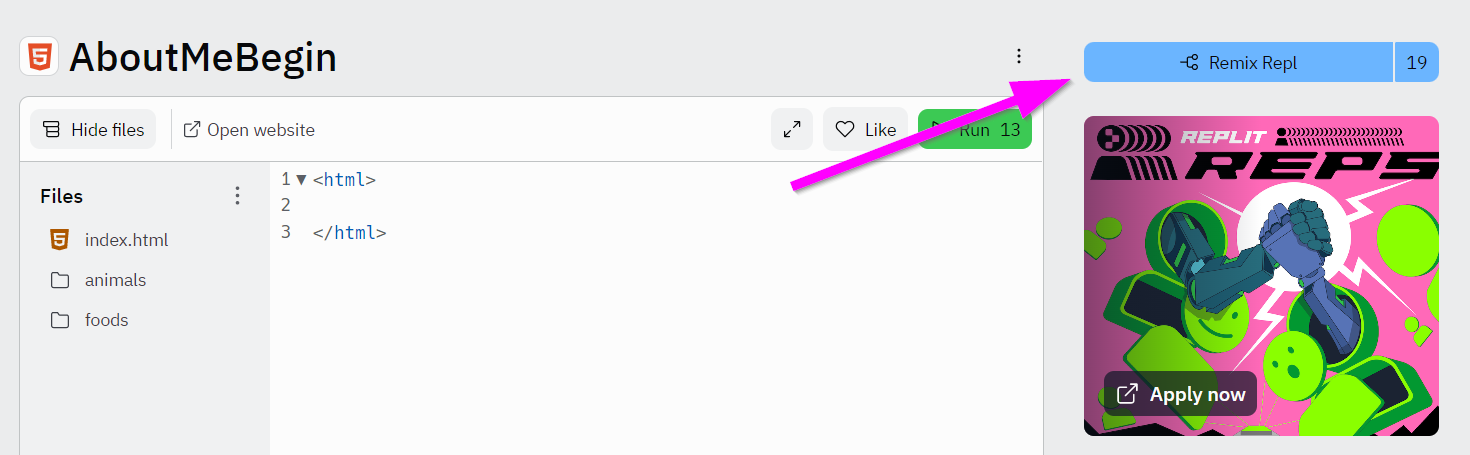 AboutMeBegin
Remix Repl 19
Hide files Open website Like Run 13
Files
index.html
animals
foods
1 <html>
2
3 </html>
REPLIT
REPS
Apply now